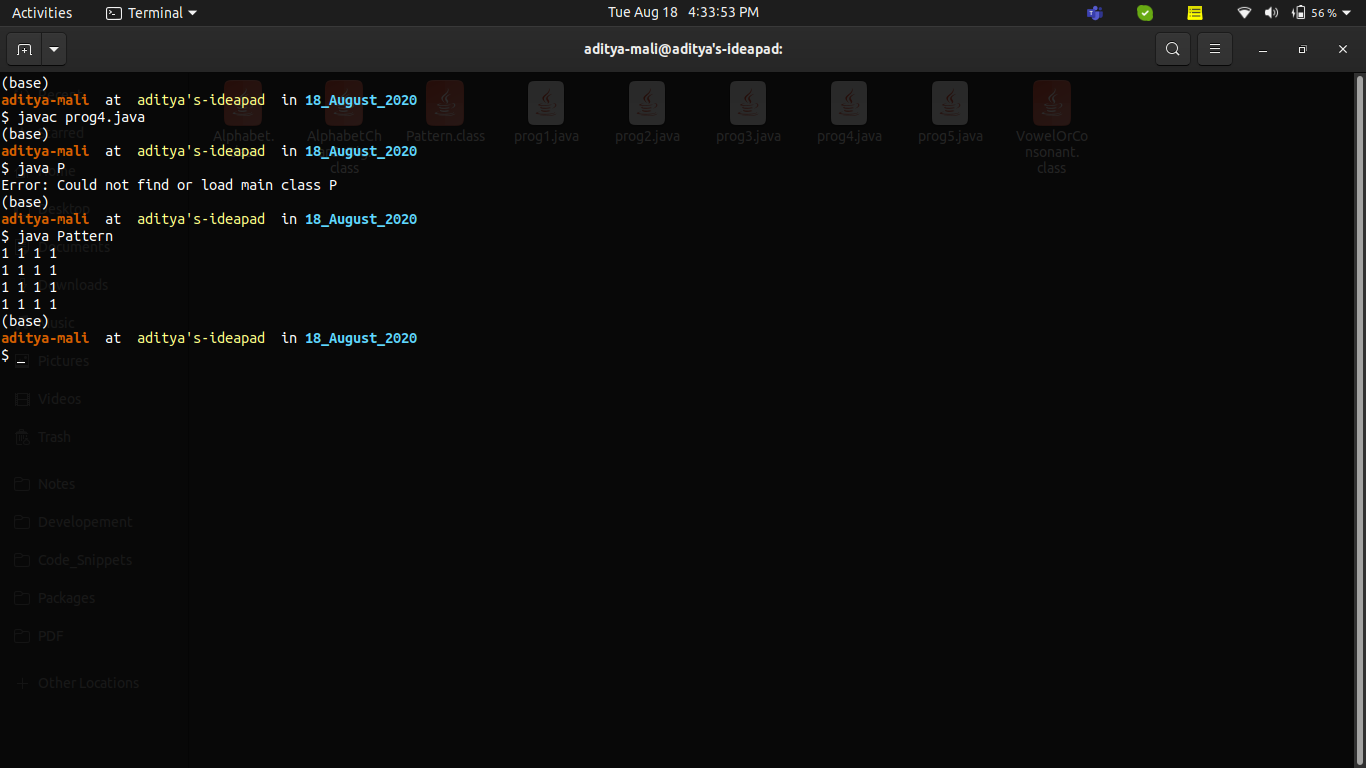 Activities Terminal Tue Aug 18 4:33:53 PM 56 %
aditya-mali@aditya's-ideapad:
(base)
aditya-mali at aditya's-ideapad in 18_August_2020
$ javac prog4.java
(base)
aditya-mali at aditya's-ideapad in 18_August_2020
$ java P
Error: Could not find or load main class P
(base)
aditya-mali at aditya's-ideapad in 18_August_2020
$ java Pattern
1 1 1 1
1 1 1 1
1 1 1 1
1 1 1 1
(base)
aditya-mali at aditya's-ideapad in 18_August_2020
$ _
Alphabet. AlphabetCh Pattern.class prog1.java prog2.java prog3.java prog4.java prog5.java VowelOrCo
nsonant.
class class
Pictures
Videos
Trash
Notes
Developement
Code_Snippets
Packages
PDF
Other Locations